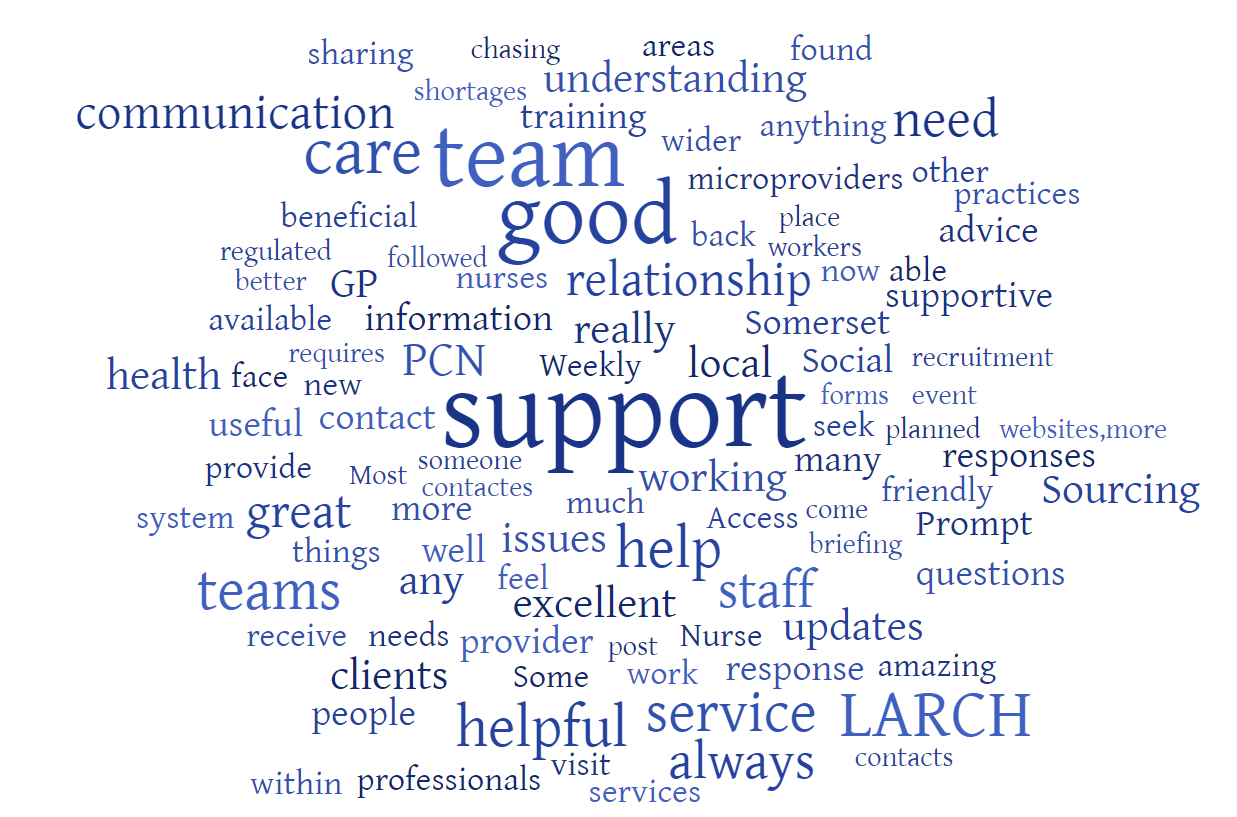 sharing chasing areas found
shortages understanding
communication training wider anything need
care team microproviders other
practices
beneficial good back place advice
workers
regulated followed
better GP nurses relationship now able
supportive
available information really Somerset
requires PCN Weekly local Social recruitment
health face new
support forms event
useful contact seek planned websites,more
provide Most someone working many responses
contactes friendly Sourcing
system great more much Access come Prompt
things well issues help briefing
teams any feel staff questions
excellent
receive needs provider post Nurse updates
clients Some work response amazing
people helpful service LARCH
within professionals visit always contacts
services